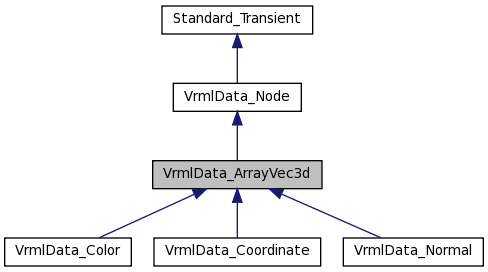 Standard_Transient
VrmlData_Node
VrmlData_ArrayVec3d
VrmlData_Color
VrmlData_Coordinate
VrmlData_Normal